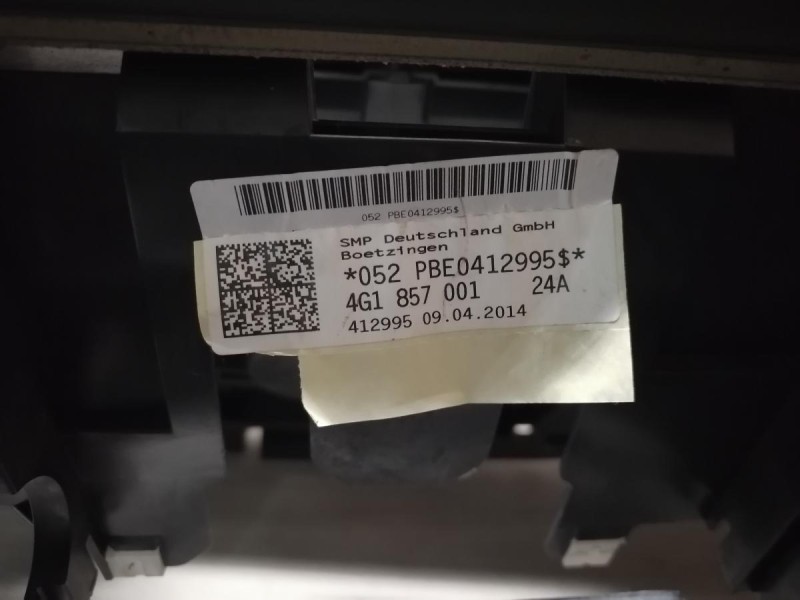 052 PBE0412995$
SMP Deutschland GmbH
Boetzingen
*052 PBE0412995$*
4G1 857 001 24A
412995 09.04.2014